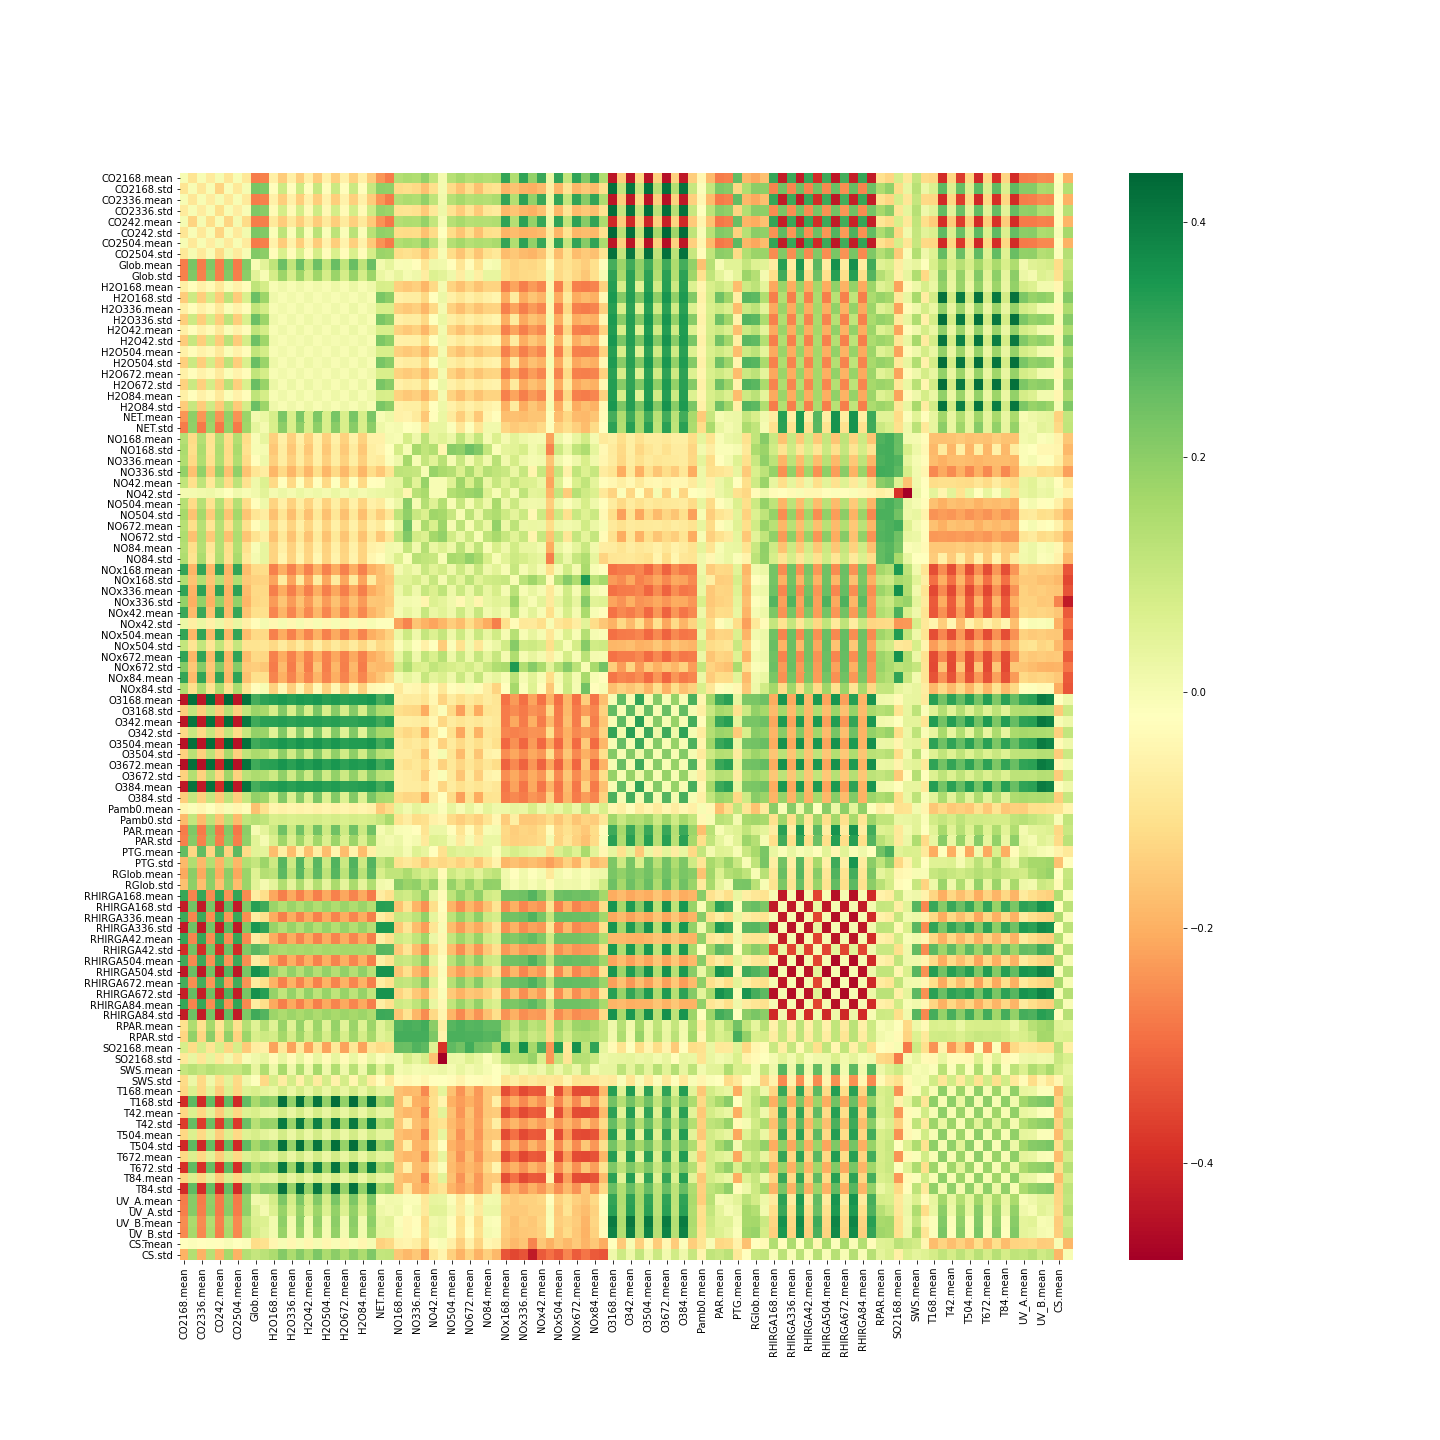 CO2168.mean
CO2168.std
CO2336.mean
CO2336.std
CO242.mean
CO242.std
CO2504.mean
CO2504.std
Glob.mean
Glob.std
H2O168.mean
H2O168.std
H2O336.mean
H2O336.std
H2O42.mean
H2O42.std
H2O504.mean
H2O504.std
H2O672.mean
H2O672.std
H2O84.mean
H2O84.std
NET.mean
NET.std
NO168.mean
NO168.std
NO336.mean
NO336.std
NO42.mean
NO42.std
NO504.mean
NO504.std
NO672.mean
NO672.std
NO84.mean
NO84.std
NOx168.mean
NOx168.std
NOx336.mean
NOx336.std
NOx42.mean
NOx42.std
NOx504.mean
NOx504.std
NOx672.mean
NOx672.std
NOx84.mean
NOx84.std
O3168.mean
O3168.std
O342.mean
O342.std
O3504.mean
O3504.std
O3672.mean
O3672.std
O384.mean
O384.std
Pamb0.mean
Pamb0.std
PAR.mean
PAR.std
PTG.mean
PTG.std
RGlob.mean
RGlob.std
RHIRGA168.mean
RHIRGA168.std
RHIRGA336.mean
RHIRGA336.std
RHIRGA42.mean
RHIRGA42.std
RHIRGA504.mean
RHIRGA504.std
RHIRGA672.mean
RHIRGA672.std
RHIRGA84.mean
RHIRGA84.std
RPAR.mean
RPAR.std
SO2168.mean
SO2168.std
SWS.mean
SWS.std
T168.mean
T168.std
T42.mean
T42.std
T504.mean
T504.std
T672.mean
T672.std
T84.mean
T84.std
UV_A.mean
UV_A.std
UV_B.mean
UV_B.std
CS.mean
CS.std
CO2168.mean
CO2336.mean
CO242.mean
CO2504.mean
Glob.mean
H2O168.mean
H2O336.mean
H2O42.mean
H2O504.mean
H2O672.mean
H2O84.mean
NET.mean
NO168.mean
NO336.mean
NO42.mean
NO504.mean
NO672.mean
NO84.mean
NOx168.mean
NOx336.mean
NOx42.mean
NOx504.mean
NOx672.mean
NOx84.mean
O3168.mean
O342.mean
O3504.mean
O3672.mean
O384.mean
Pamb0.mean
PAR.mean
PTG.mean
RGlob.mean
RHIRGA168.mean
RHIRGA336.mean
RHIRGA42.mean
RHIRGA504.mean
RHIRGA672.mean
RHIRGA84.mean
RPAR.mean
SO2168.mean
SWS.mean
T168.mean
T42.mean
T504.mean
T672.mean
T84.mean
UV_A.mean
UV_B.mean
CS.mean
0.4
0.2
0.0
−0.2
−0.4